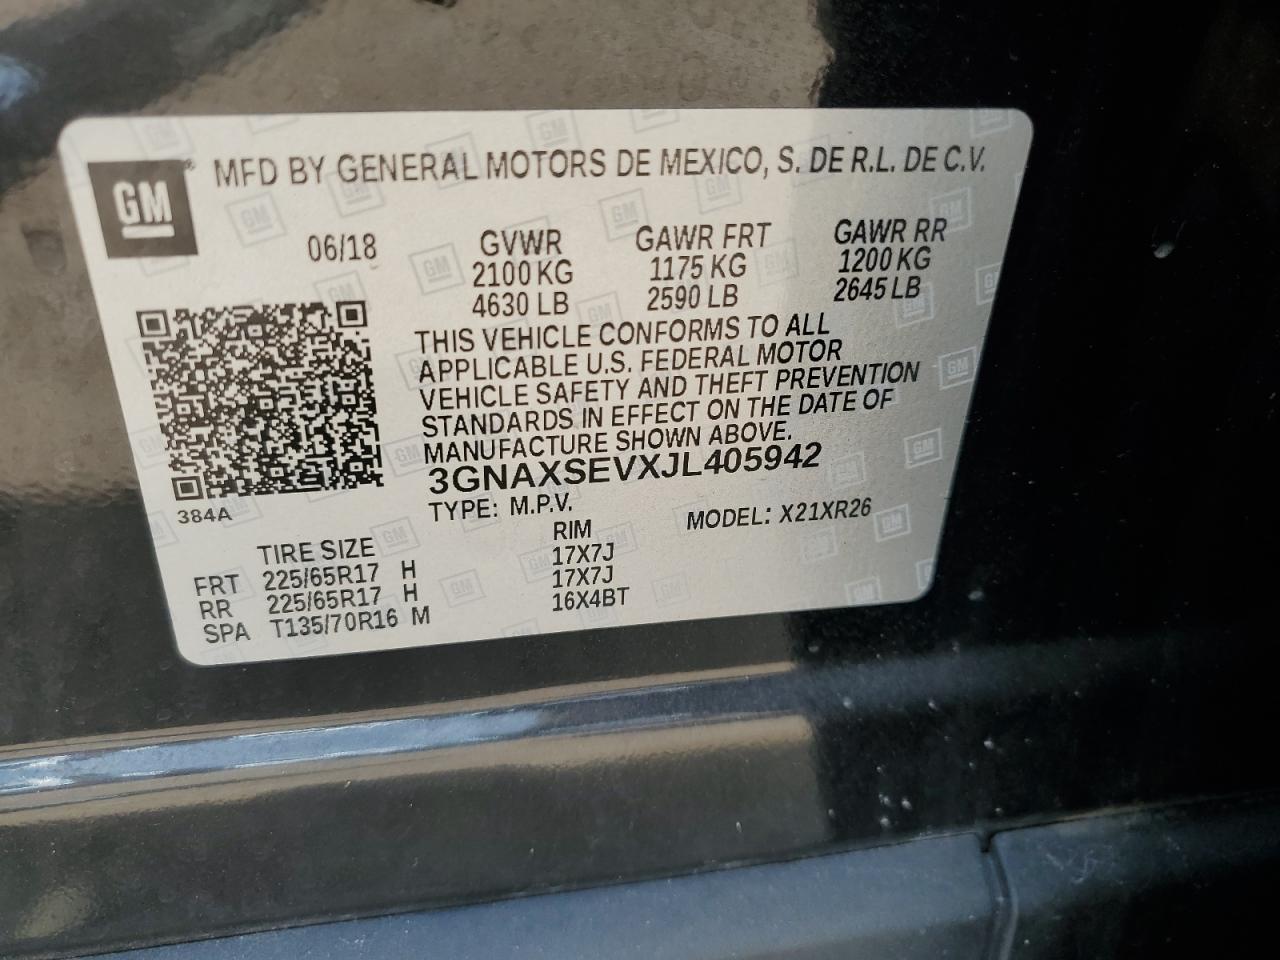 GM® MFD BY GENERAL MOTORS DE MEXICO, S. DE R.L. DE C.V.
06/18 GVWR GAWR FRT GAWR RR
2100 KG 1175 KG 1200 KG
4630 LB 2590 LB 2645 LB
THIS VEHICLE CONFORMS TO ALL
APPLICABLE U.S. FEDERAL MOTOR
VEHICLE SAFETY AND THEFT PREVENTION
STANDARDS IN EFFECT ON THE DATE OF
MANUFACTURE SHOWN ABOVE.
3GNAXSEVXJL405942
384A
TYPE: M.P.V. MODEL: X21XR26
TIRE SIZE RIM
FRT 225/65R17 H 17X7J
RR 225/65R17 H 17X7J
SPA T135/70R16 M 16X4BT